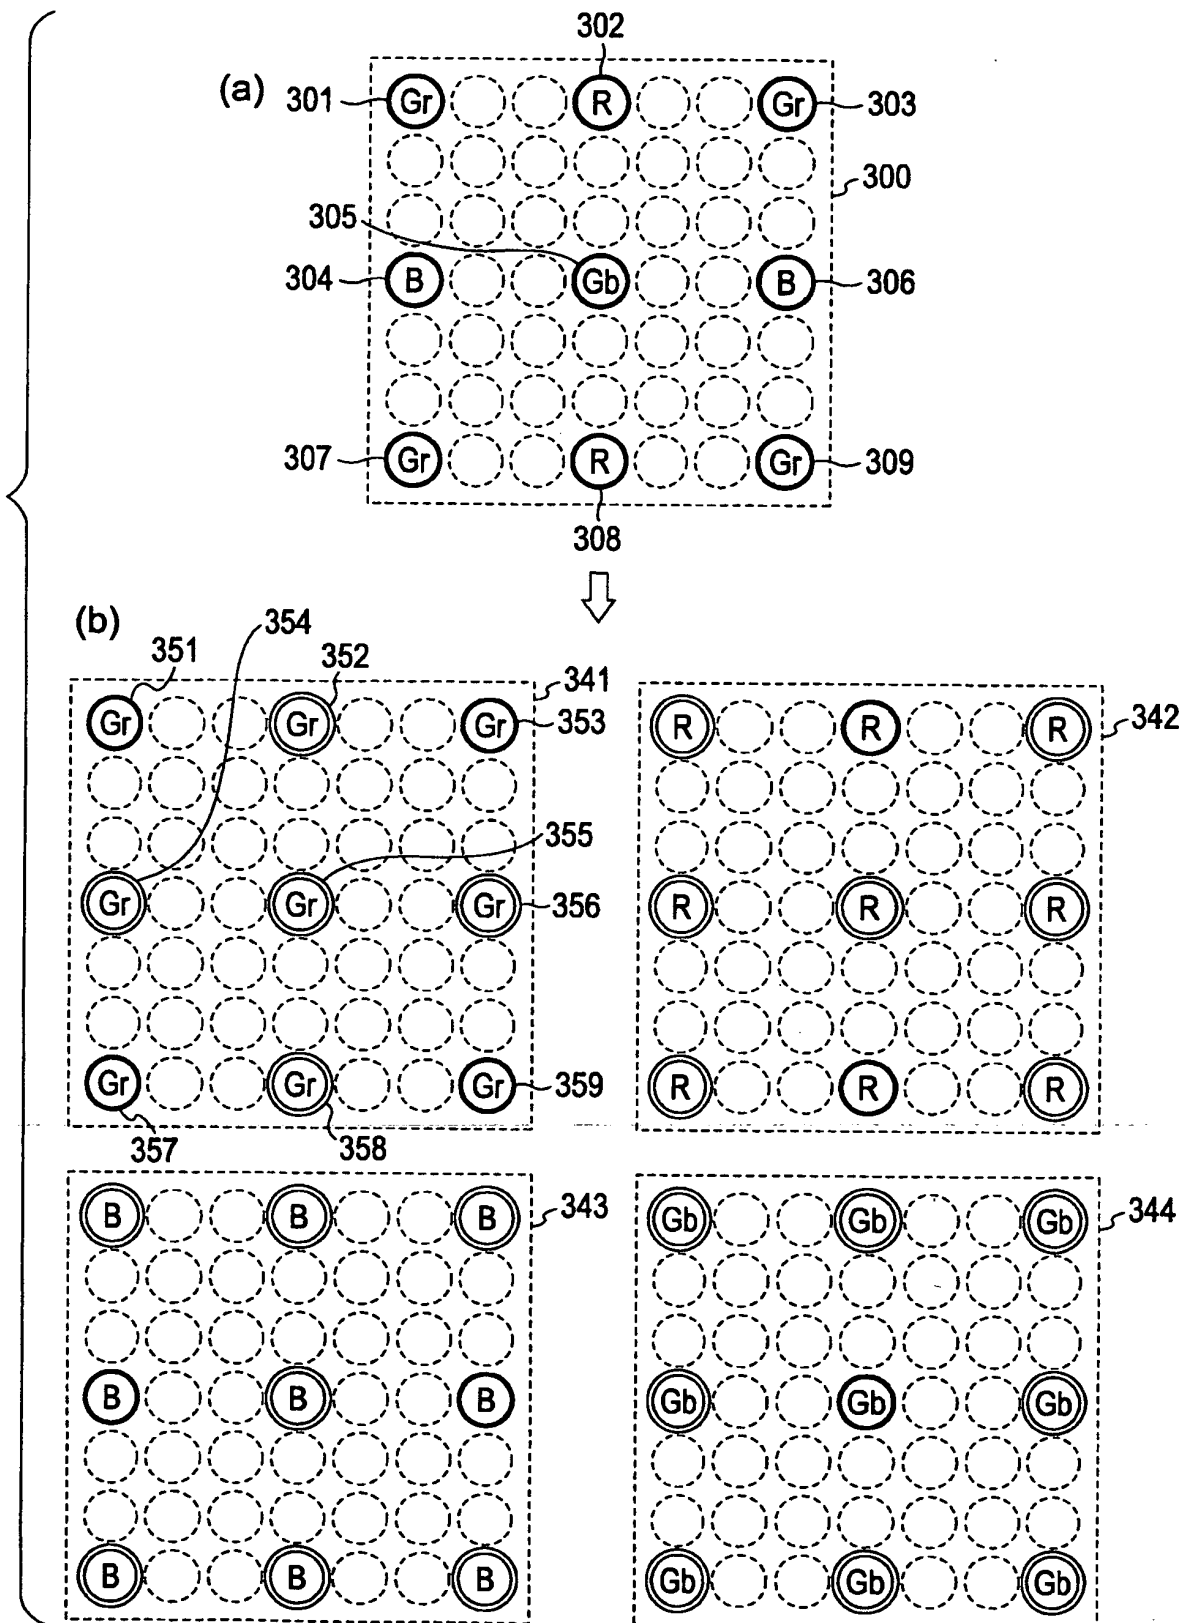 302
(a) 301 Gr R Gr 303
300
305
304 B Gb B 306
307 Gr R Gr 309
308
(b)
351 354 352 341
Gr Gr Gr 353
R R R 342
355
Gr Gr Gr 356
R R R
Gr Gr Gr 359
R R R
357 358
B B B 343
Gb Gb Gb 344
B B B
Gb Gb Gb
B B B
Gb Gb Gb